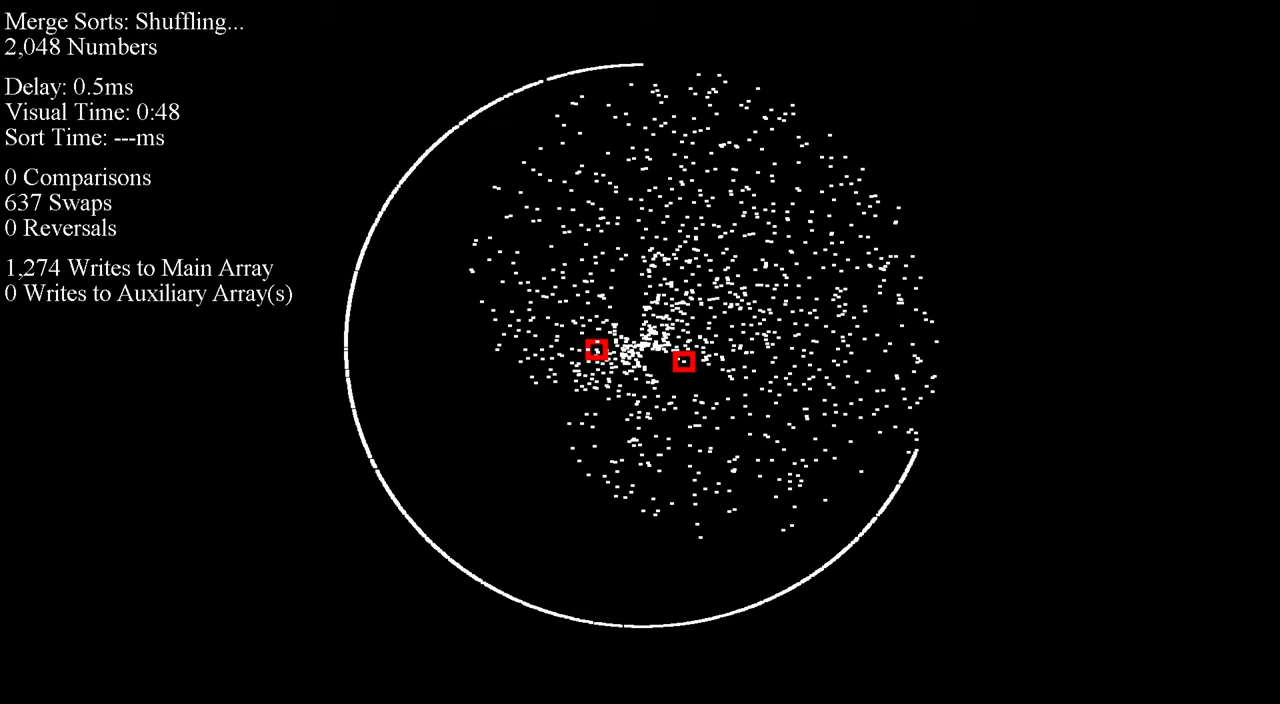 Merge Sorts: Shuffling...
2,048 Numbers
Delay: 0.5ms
Visual Time: 0:48
Sort Time: ---ms
0 Comparisons
637 Swaps
0 Reversals
1,274 Writes to Main Array
0 Writes to Auxiliary Array(s)